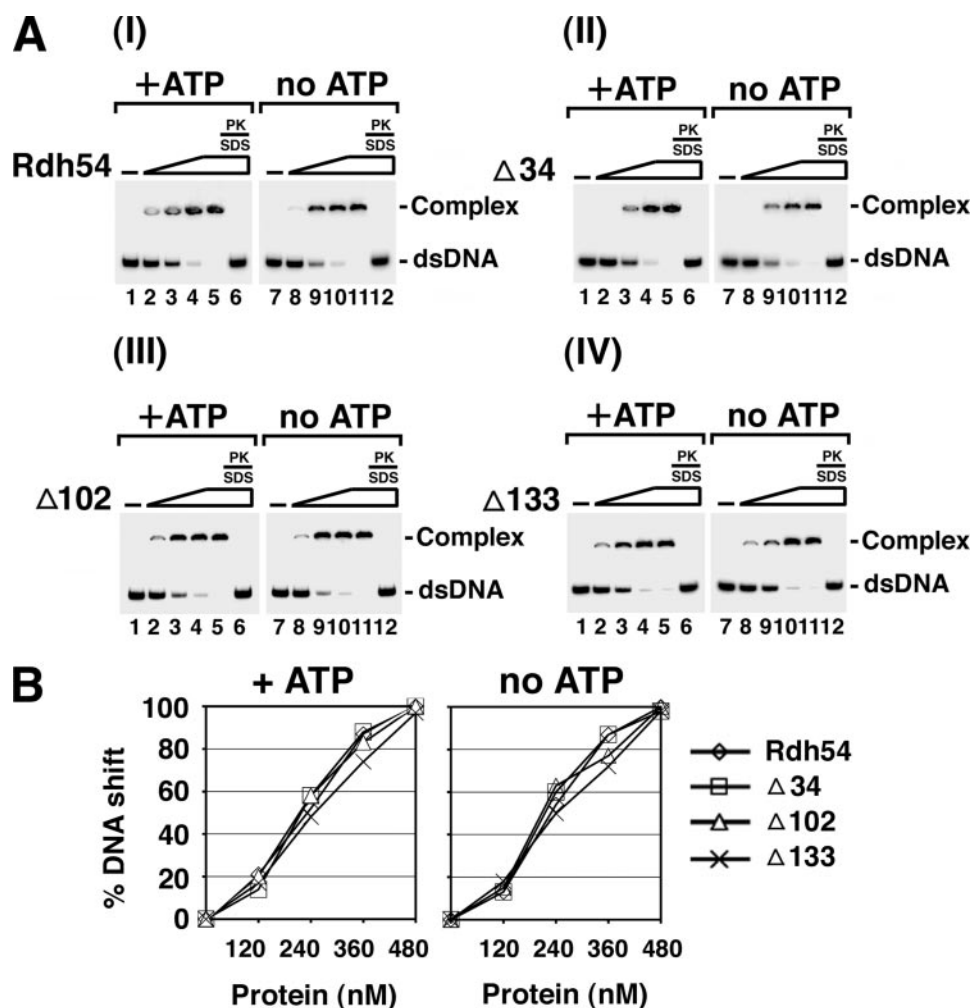 A
(I)
+ATP no ATP
PK PK
SDS SDS
Rdh54
– –
-Complex
-dsDNA
1 2 3 4 5 6 7 8 9 10 11 12
(II)
+ATP no ATP
PK PK
SDS SDS
Δ34
– –
-Complex
-dsDNA
1 2 3 4 5 6 7 8 9 10 11 12
(III)
+ATP no ATP
PK PK
SDS SDS
Δ102
– –
-Complex
-dsDNA
1 2 3 4 5 6 7 8 9 10 11 12
(IV)
+ATP no ATP
PK PK
SDS SDS
Δ133
– –
-Complex
-dsDNA
1 2 3 4 5 6 7 8 9 10 11 12
B
+ ATP no ATP
% DNA shift
100
80
60
40
20
0
120 240 360 480 120 240 360 480
Protein (nM) Protein (nM)
Rdh54
Δ34
Δ102
Δ133